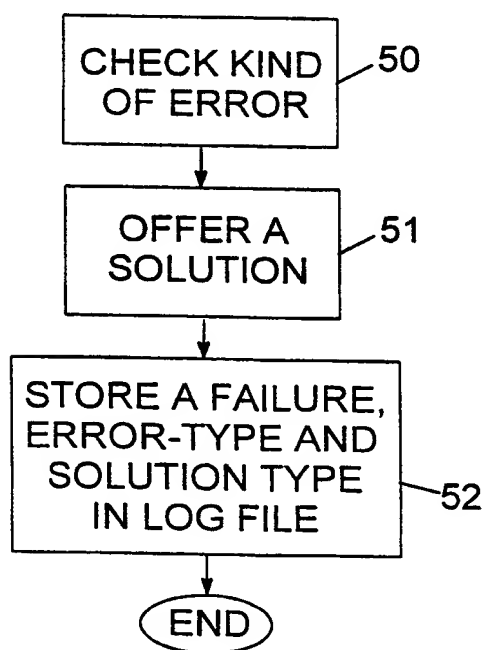 CHECK KIND
OF ERROR
50
OFFER A
SOLUTION
51
STORE A FAILURE,
ERROR-TYPE AND
SOLUTION TYPE
IN LOG FILE
52
END